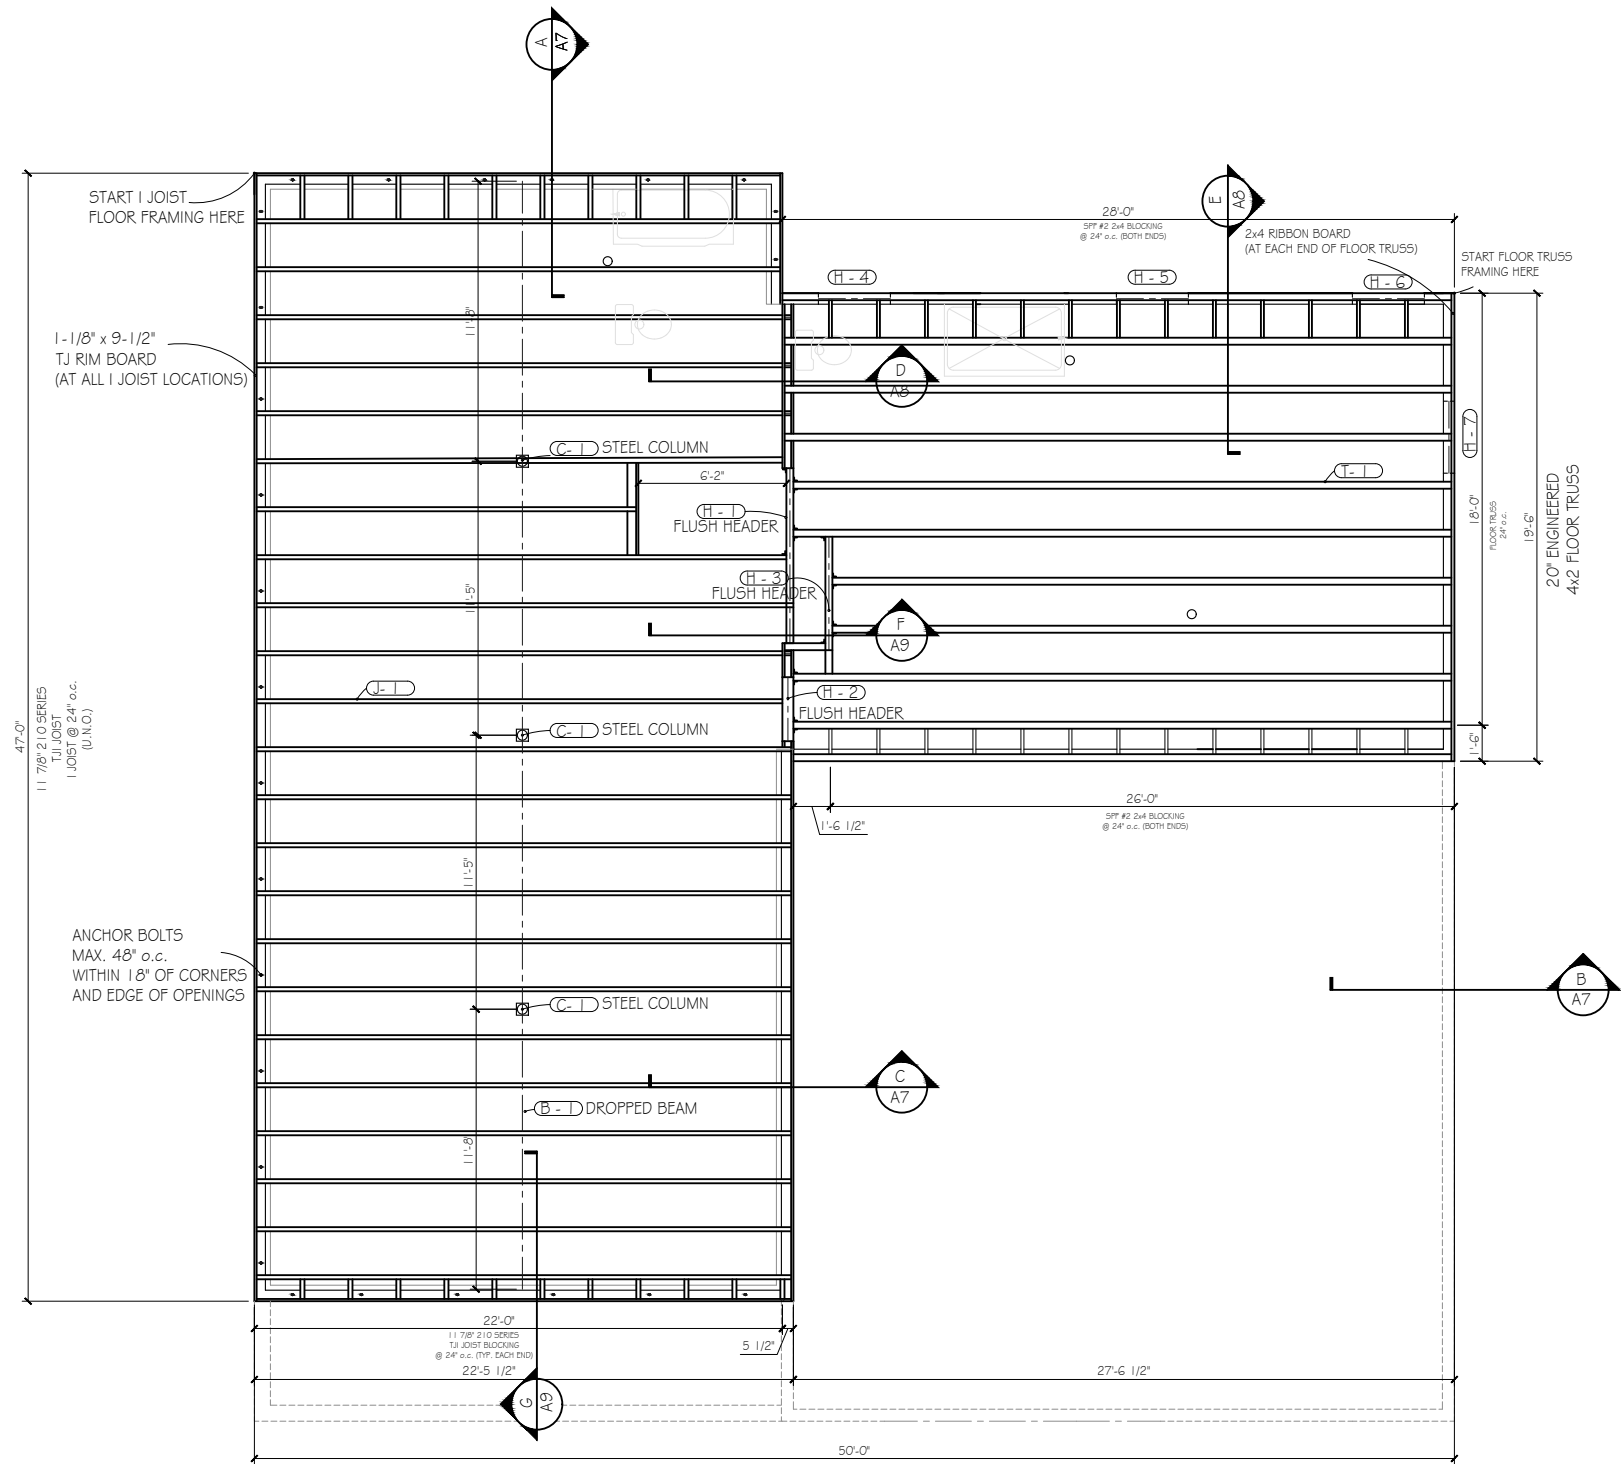 A
A7
START I JOIST
FLOOR FRAMING HERE
28'-0"
SPF #2 2x4 BLOCKING
@ 24" o.c. (BOTH ENDS)
E
A8
2x4 RIBBON BOARD
(AT EACH END OF FLOOR TRUSS)
START FLOOR TRUSS
FRAMING HERE
H - 4
H - 5
H - 6
1-1/8" x 9-1/2"
TJ RIM BOARD
(AT ALL I JOIST LOCATIONS)
11'-8"
D
A8
C- 1 STEEL COLUMN
H - 7
6'-2"
T- 1
H - 1
FLUSH HEADER
18'-0"
FLOOR TRUSS
24" o.c.
19'-6"
20" ENGINEERED
4x2 FLOOR TRUSS
H - 3
FLUSH HEADER
11'-5"
F
A9
J- 1
H - 2
FLUSH HEADER
C- 1 STEEL COLUMN
47'-0"
11 7/8" 210 SERIES
TJI JOIST
I JOIST @ 24" o.c.
(U.N.O.)
1'-6"
26'-0"
SPF #2 2x4 BLOCKING
@ 24" o.c. (BOTH ENDS)
1'-6 1/2"
11'-5"
ANCHOR BOLTS
MAX. 48" o.c.
WITHIN 18" OF CORNERS
AND EDGE OF OPENINGS
B
A7
C- 1 STEEL COLUMN
C
A7
B - 1 DROPPED BEAM
11'-8"
22'-0"
11 7/8" 210 SERIES
TJI JOIST BLOCKING
@ 24" o.c. (TYP. EACH END)
5 1/2"
22'-5 1/2"
27'-6 1/2"
G
A9
50'-0"